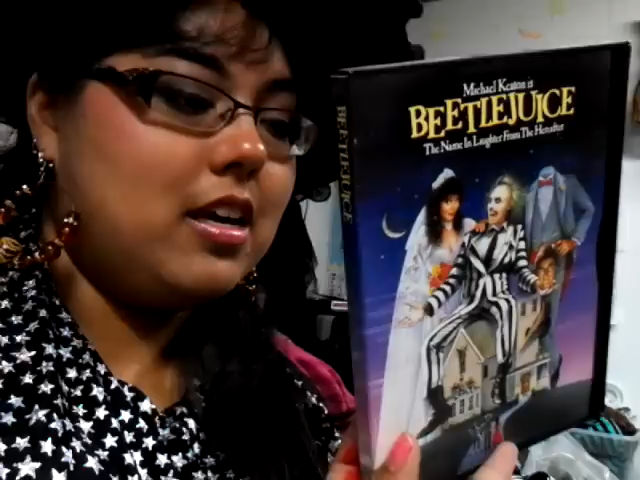 BEETLEJUICE
Michael Keaton is
BEETLEJUICE
The Name In Laughter From The Hereafter